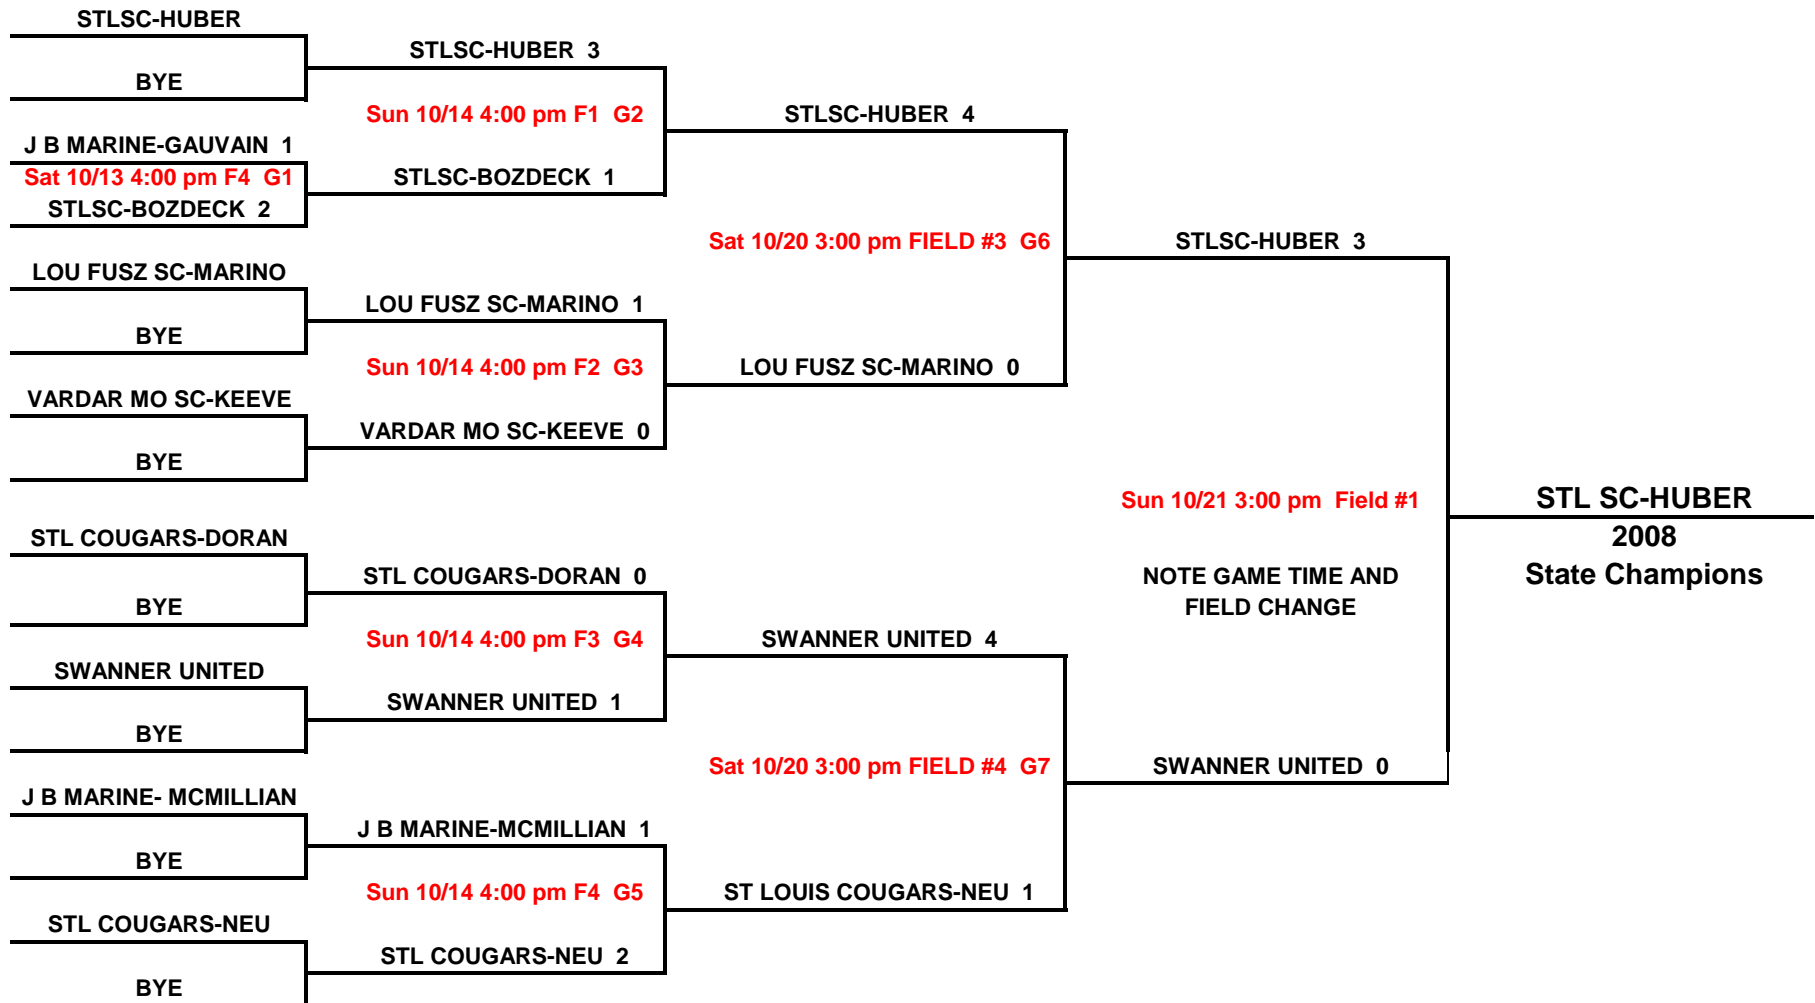 STLSC-HUBER
BYE
J B MARINE-GAUVAIN 1
Sat 10/13 4:00 pm F4 G1
STLSC-BOZDECK 2
LOU FUSZ SC-MARINO
BYE
VARDAR MO SC-KEEVE
BYE
STL COUGARS-DORAN
BYE
SWANNER UNITED
BYE
J B MARINE- MCMILLIAN
BYE
STL COUGARS-NEU
BYE
STLSC-HUBER 3
Sun 10/14 4:00 pm F1 G2
STLSC-BOZDECK 1
LOU FUSZ SC-MARINO 1
Sun 10/14 4:00 pm F2 G3
VARDAR MO SC-KEEVE 0
STL COUGARS-DORAN 0
Sun 10/14 4:00 pm F3 G4
SWANNER UNITED 1
J B MARINE-MCMILLIAN 1
Sun 10/14 4:00 pm F4 G5
STL COUGARS-NEU 2
STLSC-HUBER 4
Sat 10/20 3:00 pm FIELD #3 G6
LOU FUSZ SC-MARINO 0
SWANNER UNITED 4
Sat 10/20 3:00 pm FIELD #4 G7
ST LOUIS COUGARS-NEU 1
STLSC-HUBER 3
Sun 10/21 3:00 pm Field #1
NOTE GAME TIME AND
FIELD CHANGE
SWANNER UNITED 0
STL SC-HUBER
2008
State Champions